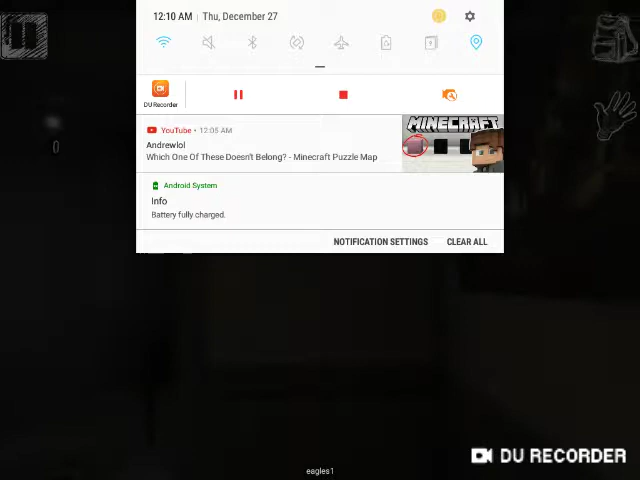 12:10 AM | Thu, December 27
DU Recorder
YouTube • 12:05 AM
Andrewlol
Which One Of These Doesn't Belong? - Minecraft Puzzle Map
MINECRAFT
Android System
Info
Battery fully charged.
NOTIFICATION SETTINGS CLEAR ALL
0
DU RECORDER
eagles1